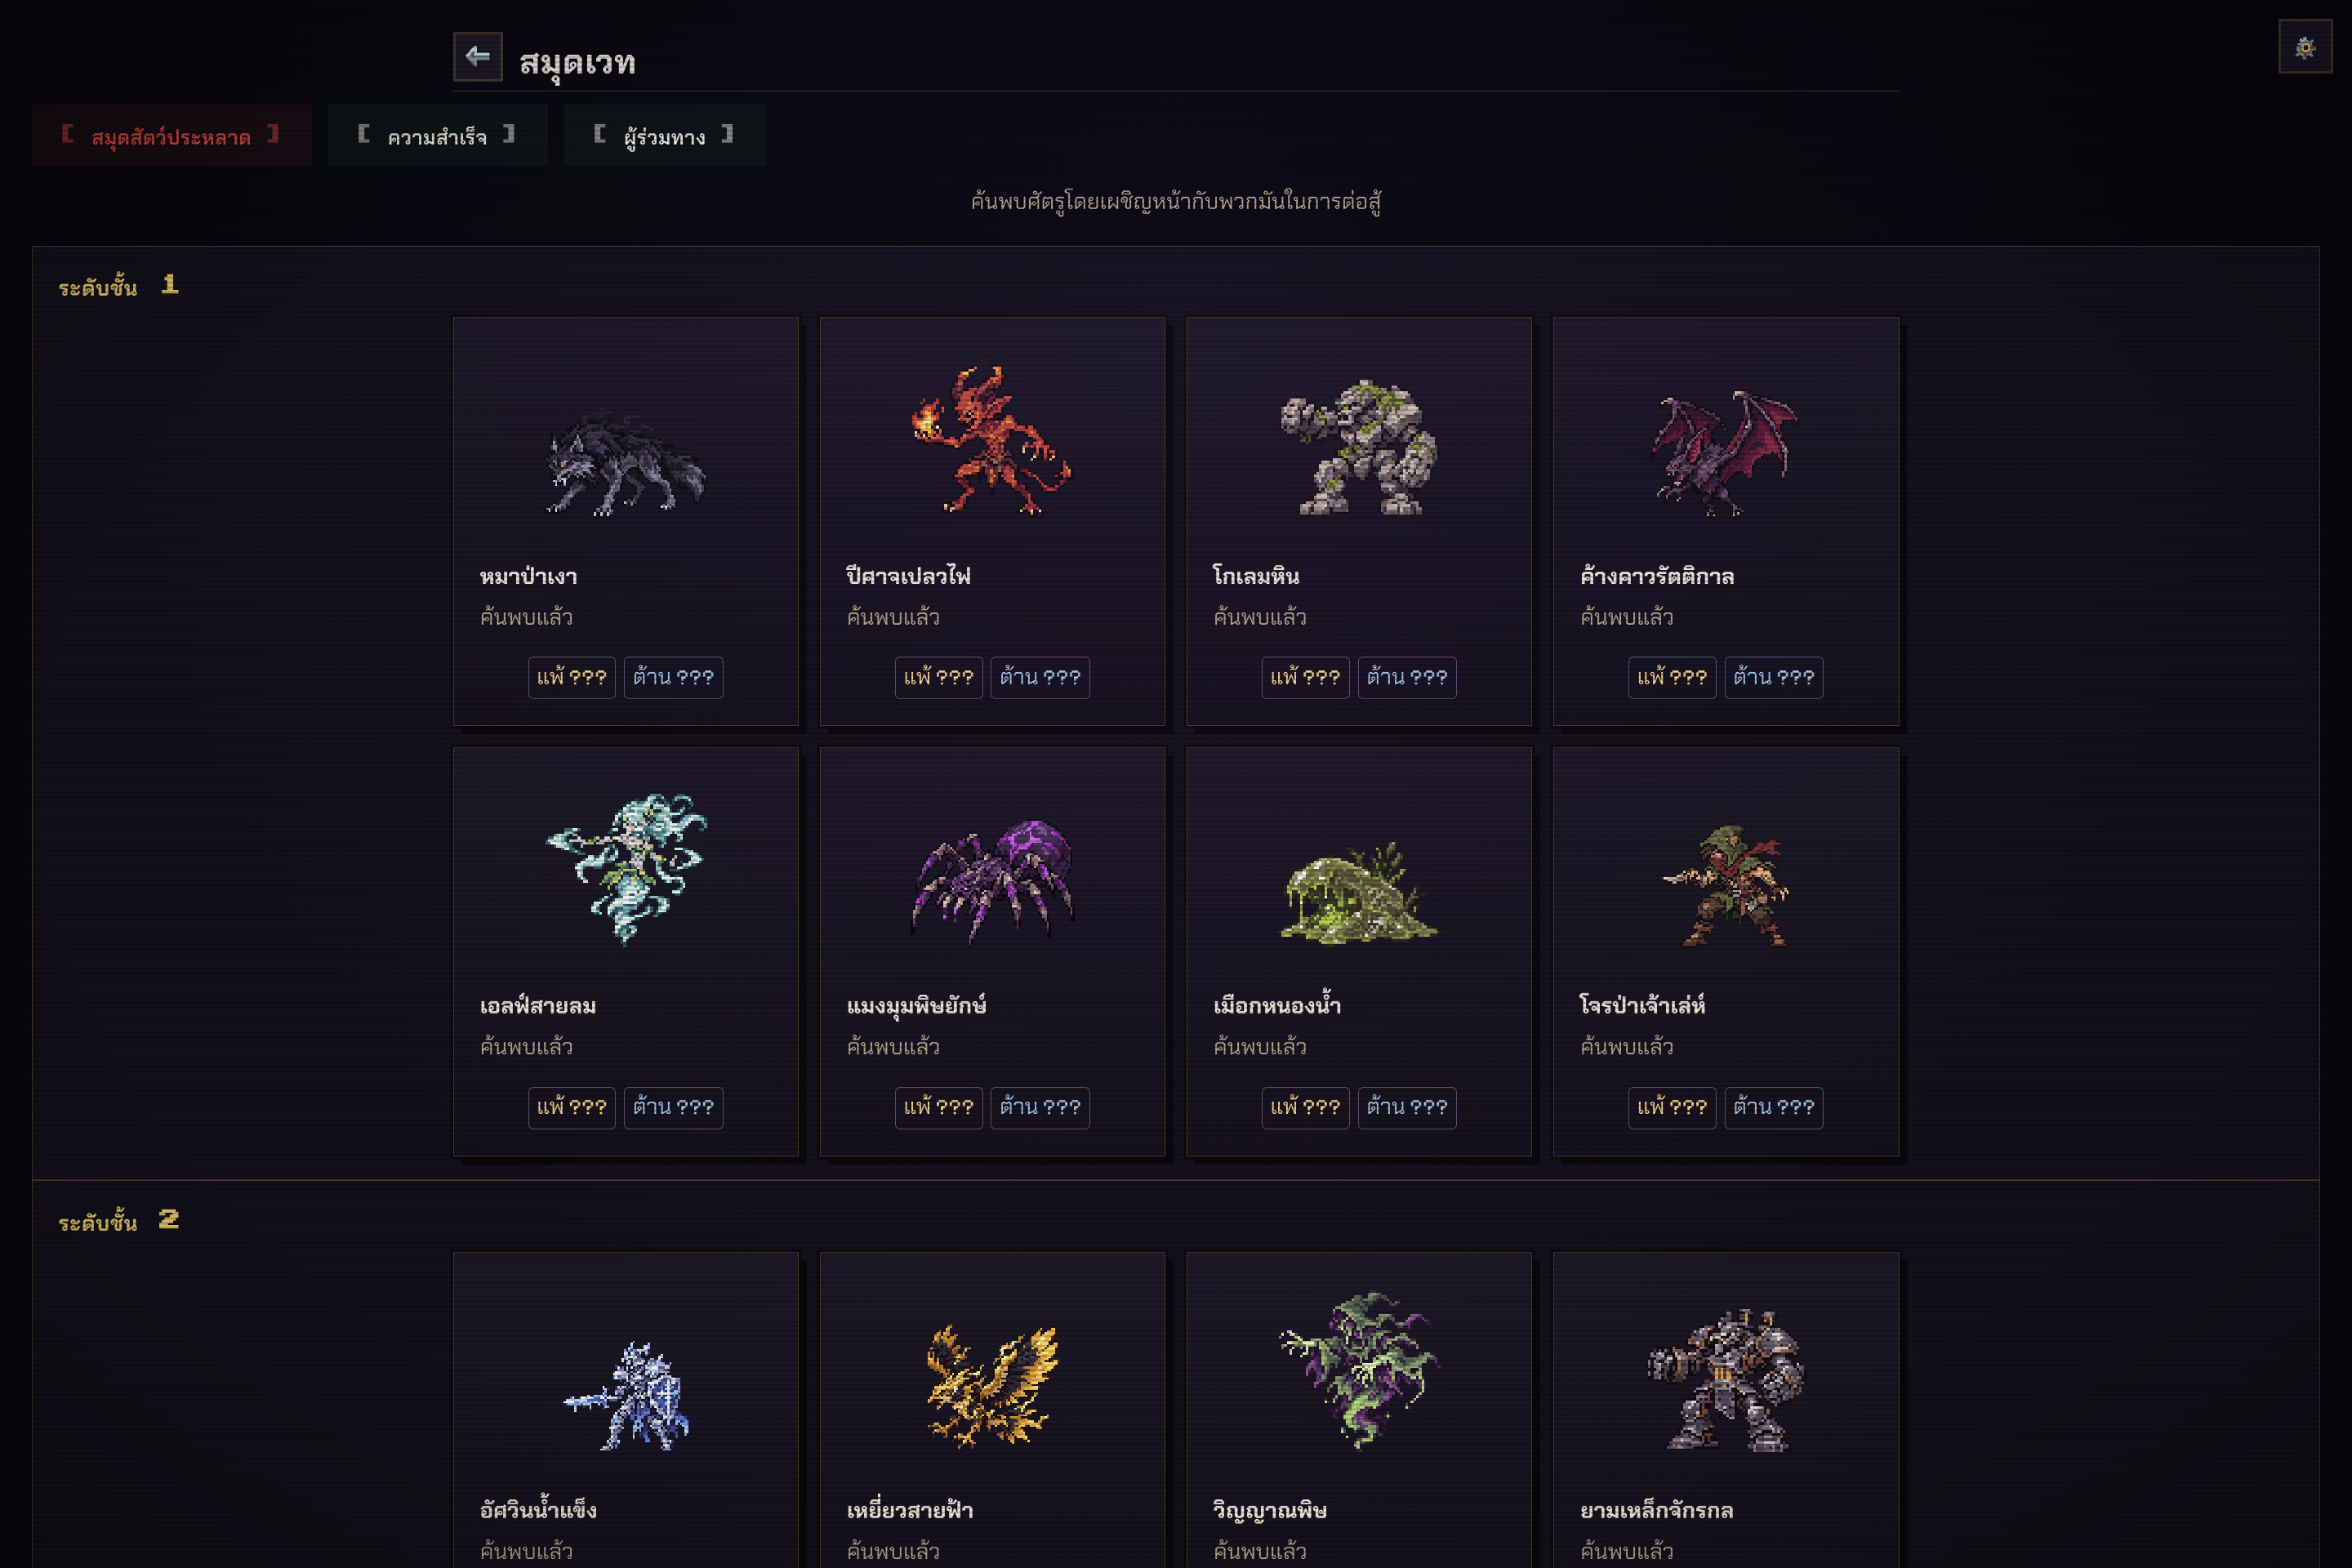 สมุดเวท
[ สมุดสัตว์ประหลาด ] [ ความสำเร็จ ] [ ผู้ร่วมทาง ]
ค้นพบศัตรูโดยเผชิญหน้ากับพวกมันในการต่อสู้
ระดับชั้น 1
หมาป่าเงา ปีศาจเปลวไฟ โกเลมหิน ค้างคาวรัตติกาล
ค้นพบแล้ว ค้นพบแล้ว ค้นพบแล้ว ค้นพบแล้ว
แพ้ ??? ต้าน ??? แพ้ ??? ต้าน ??? แพ้ ??? ต้าน ??? แพ้ ??? ต้าน ???
เอลฟ์สายลม แมงมุมพิษยักษ์ เมือกหนองน้ำ โจรป่าเจ้าเล่ห์
ค้นพบแล้ว ค้นพบแล้ว ค้นพบแล้ว ค้นพบแล้ว
แพ้ ??? ต้าน ??? แพ้ ??? ต้าน ??? แพ้ ??? ต้าน ??? แพ้ ??? ต้าน ???
ระดับชั้น 2
อัศวินน้ำแข็ง เหยี่ยวสายฟ้า วิญญาณพิษ ยามเหล็กจักรกล
ค้นพบแล้ว ค้นพบแล้ว ค้นพบแล้ว ค้นพบแล้ว